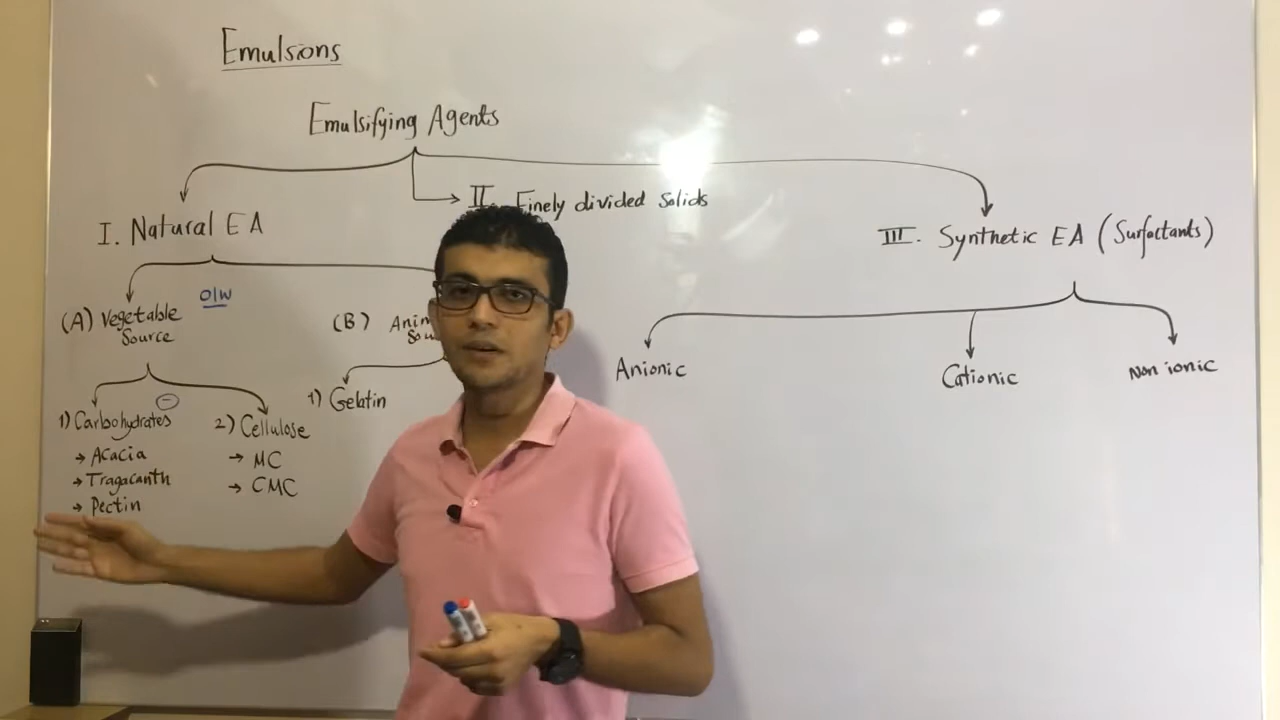 Emulsions
Emulsifying Agents
II. Finely divided solids
I. Natural EA
III. Synthetic EA (Surfactants)
O/W
(A) Vegetable
Source
(B)
Anionic
Cationic
Non ionic
1) Gelatin
1) Carbohydrates
-
→ Acacia
→ Tragacanth
→ Pectin
2) Cellulose
→ MC
→ CMC